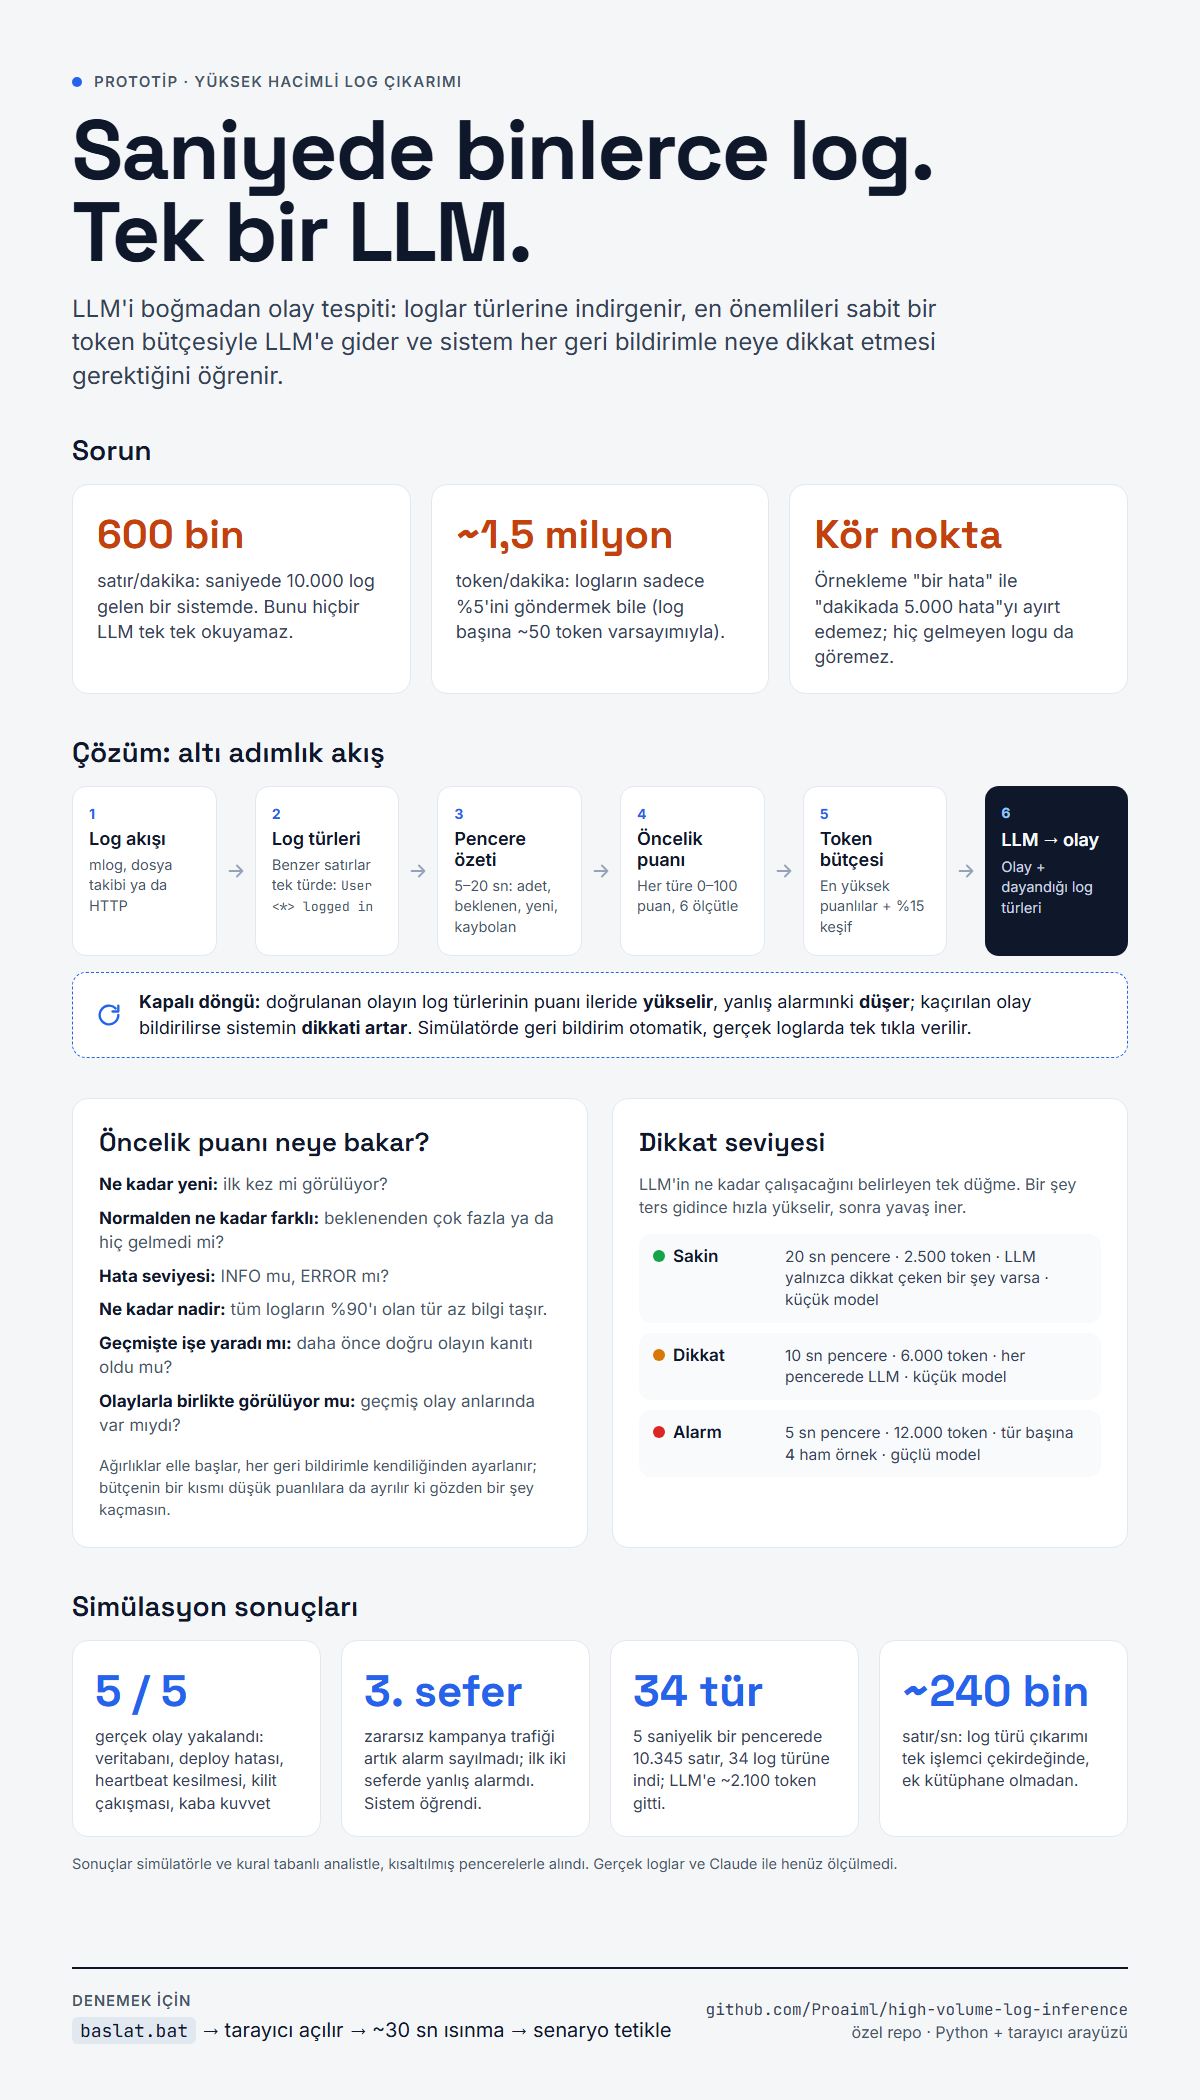 PROTOTİP · YÜKSEK HACİMLİ LOG ÇIKARIMI
Saniyede binlerce log.
Tek bir LLM.
LLM'i boğmadan olay tespiti: loglar türlerine indirgenir, en önemlileri sabit bir
token bütçesiyle LLM'e gider ve sistem her geri bildirimle neye dikkat etmesi
gerektiğini öğrenir.
Sorun
600 bin
satır/dakika: saniyede 10.000 log
gelen bir sistemde. Bunu hiçbir
LLM tek tek okuyamaz.
~1,5 milyon
token/dakika: logların sadece
%5'ini göndermek bile (log
başına ~50 token varsayımıyla).
Kör nokta
Örnekleme "bir hata" ile
"dakikada 5.000 hata"yı ayırt
edemez; hiç gelmeyen logu da
göremez.
Çözüm: altı adımlık akış
1
Log akışı
mlog, dosya
takibi ya da
HTTP
→
2
Log türleri
Benzer satırlar
tek türde: User
<*> logged in
→
3
Pencere
özeti
5–20 sn: adet,
beklenen, yeni,
kaybolan
→
4
Öncelik
puanı
Her türe 0–100
puan, 6 ölçütle
→
5
Token
bütçesi
En yüksek
puanlılar + %15
keşif
→
6
LLM → olay
Olay +
dayandığı log
türleri
Kapalı döngü: doğrulanan olayın log türlerinin puanı ileride yükselir, yanlış alarmınki düşer; kaçırılan olay
bildirilirse sistemin dikkati artar. Simülatörde geri bildirim otomatik, gerçek loglarda tek tıkla verilir.
Öncelik puanı neye bakar?
Ne kadar yeni: ilk kez mi görülüyor?
Normalden ne kadar farklı: beklenenden çok fazla ya da
hiç gelmedi mi?
Hata seviyesi: INFO mu, ERROR mı?
Ne kadar nadir: tüm logların %90'ı olan tür az bilgi taşır.
Geçmişte işe yaradı mı: daha önce doğru olayın kanıtı
oldu mu?
Olaylarla birlikte görülüyor mu: geçmiş olay anlarında
var mıydı?
Ağırlıklar elle başlar, her geri bildirimle kendiliğinden ayarlanır;
bütçenin bir kısmı düşük puanlılara da ayrılır ki gözden bir şey
kaçmasın.
Dikkat seviyesi
LLM'in ne kadar çalışacağını belirleyen tek düğme. Bir şey
ters gidince hızla yükselir, sonra yavaş iner.
Sakin
20 sn pencere · 2.500 token · LLM
yalnızca dikkat çeken bir şey varsa ·
küçük model
Dikkat
10 sn pencere · 6.000 token · her
pencerede LLM · küçük model
Alarm
5 sn pencere · 12.000 token · tür başına
4 ham örnek · güçlü model
Simülasyon sonuçları
5 / 5
gerçek olay yakalandı:
veritabanı, deploy hatası,
heartbeat kesilmesi, kilit
çakışması, kaba kuvvet
3. sefer
zararsız kampanya trafiği
artık alarm sayılmadı; ilk iki
seferde yanlış alarmdı.
Sistem öğrendi.
34 tür
5 saniyelik bir pencerede
10.345 satır, 34 log türüne
indi; LLM'e ~2.100 token
gitti.
~240 bin
satır/sn: log türü çıkarımı
tek işlemci çekirdeğinde,
ek kütüphane olmadan.
Sonuçlar simülatörle ve kural tabanlı analistle, kısaltılmış pencerelerle alındı. Gerçek loglar ve Claude ile henüz ölçülmedi.
DENEMEK İÇİN
baslat.bat → tarayıcı açılır → ~30 sn ısınma → senaryo tetikle
github.com/Proaiml/high-volume-log-inference
özel repo · Python + tarayıcı arayüzü